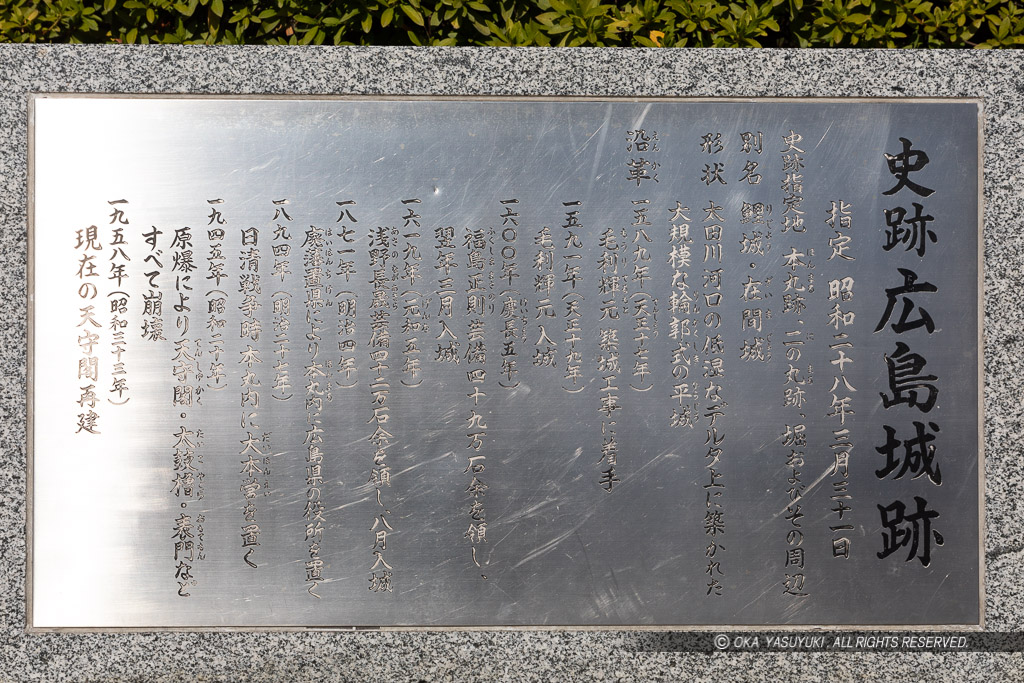 史跡広島城跡
指定 昭和二十八年三月三十一日
史跡指定地 本丸跡、二の丸跡、堀およびその周辺
別名 鯉城・在間城
形状 太田川河口の低湿なデルタ上に築かれた
大規模な輪郭式の平城
沿革
一五八九年（天正十七年）
毛利輝元 築城工事に着手
一五九一年（天正十九年）
毛利輝元入城
一六〇〇年（慶長五年）
福島正則芸備四十九万石余を領し、
翌年三月入城
一六一九年（元和五年）
浅野長晟芸備四十二万石余を領し、八月入城
一八七一年（明治四年）
廃藩置県により本丸内に広島県の役所を置く
一八九四年（明治二十七年）
日清戦争時 本丸内に大本営を置く
一九四五年（昭和二十年）
原爆により天守閣・太鼓櫓・表門など
すべて崩壊
一九五八年（昭和三十三年）
現在の天守閣再建
© OKA YASUYUKI. ALL RIGHTS RESERVED.